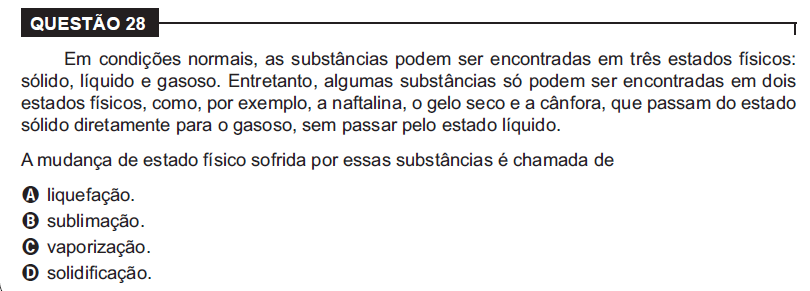 QUESTÃO 28
Em condições normais, as substâncias podem ser encontradas em três estados físicos:
sólido, líquido e gasoso. Entretanto, algumas substâncias só podem ser encontradas em dois
estados físicos, como, por exemplo, a naftalina, o gelo seco e a cânfora, que passam do estado
sólido diretamente para o gasoso, sem passar pelo estado líquido.
A mudança de estado físico sofrida por essas substâncias é chamada de
A liquefação.
B sublimação.
C vaporização.
D solidificação.